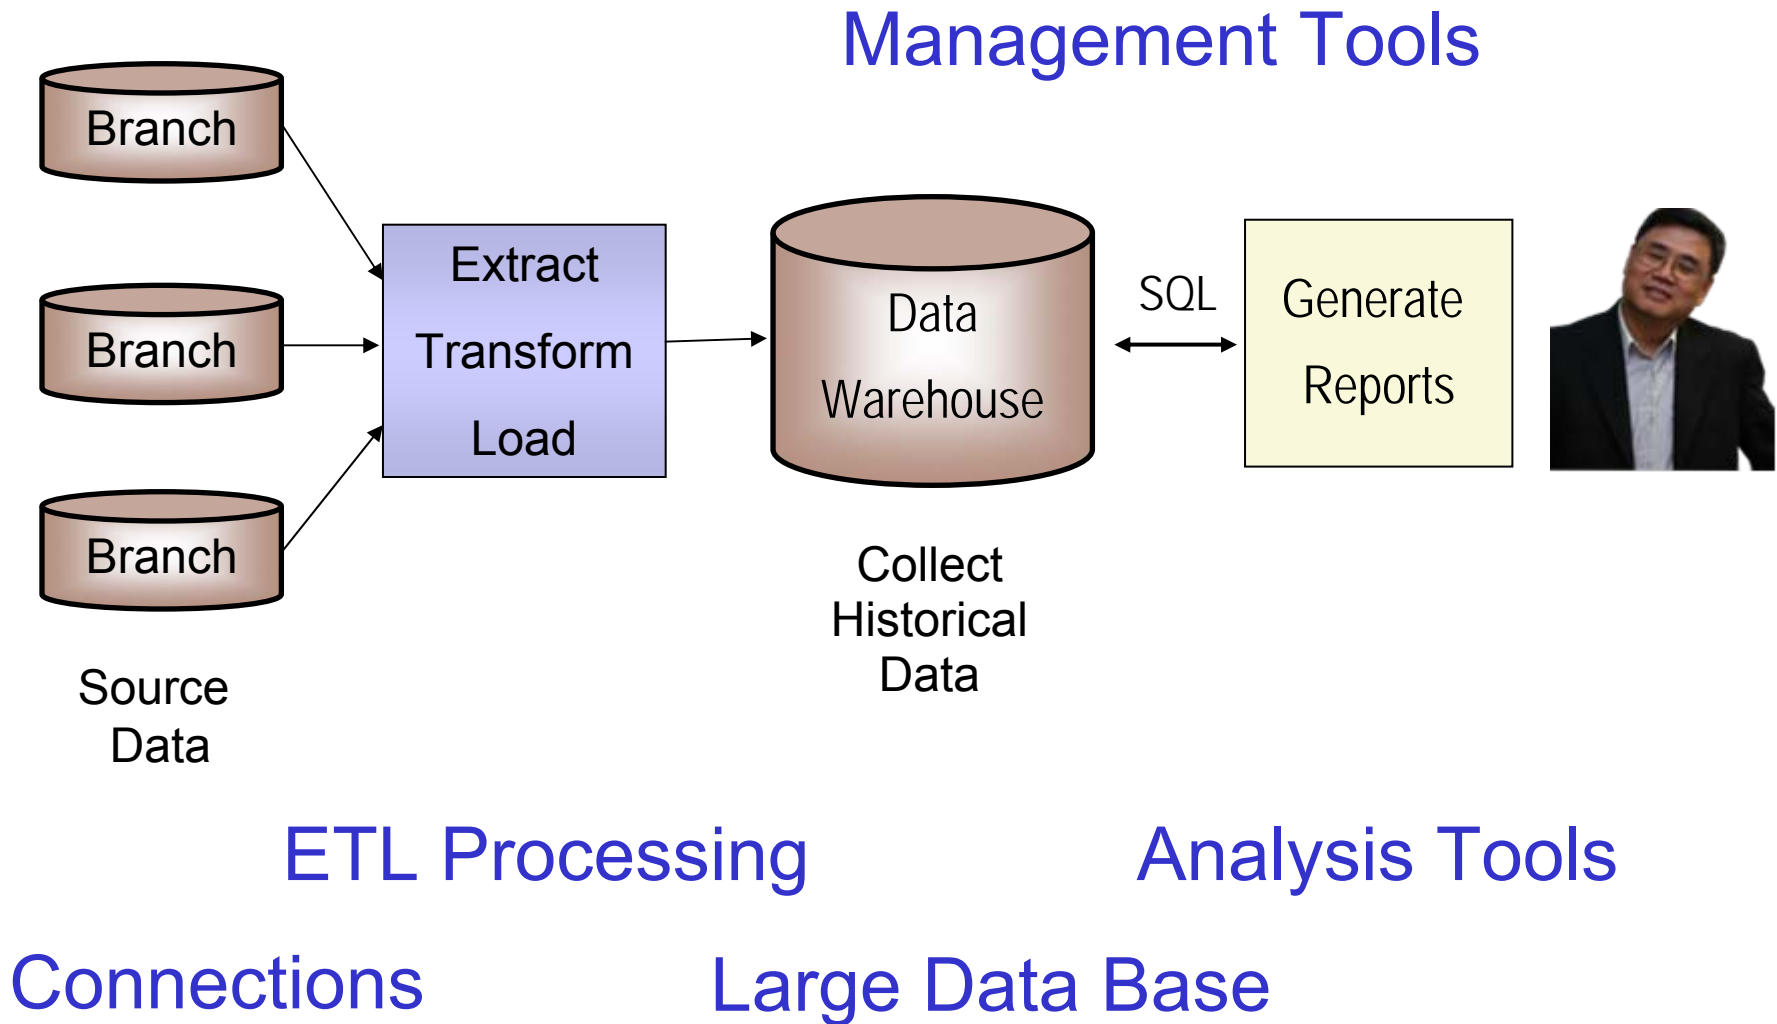 Management Tools
Branch
Branch
Branch
Source
Data
Extract
Transform
Load
Data
Warehouse
Collect
Historical
Data
SQL
Generate
Reports
ETL Processing
Analysis Tools
Connections
Large Data Base